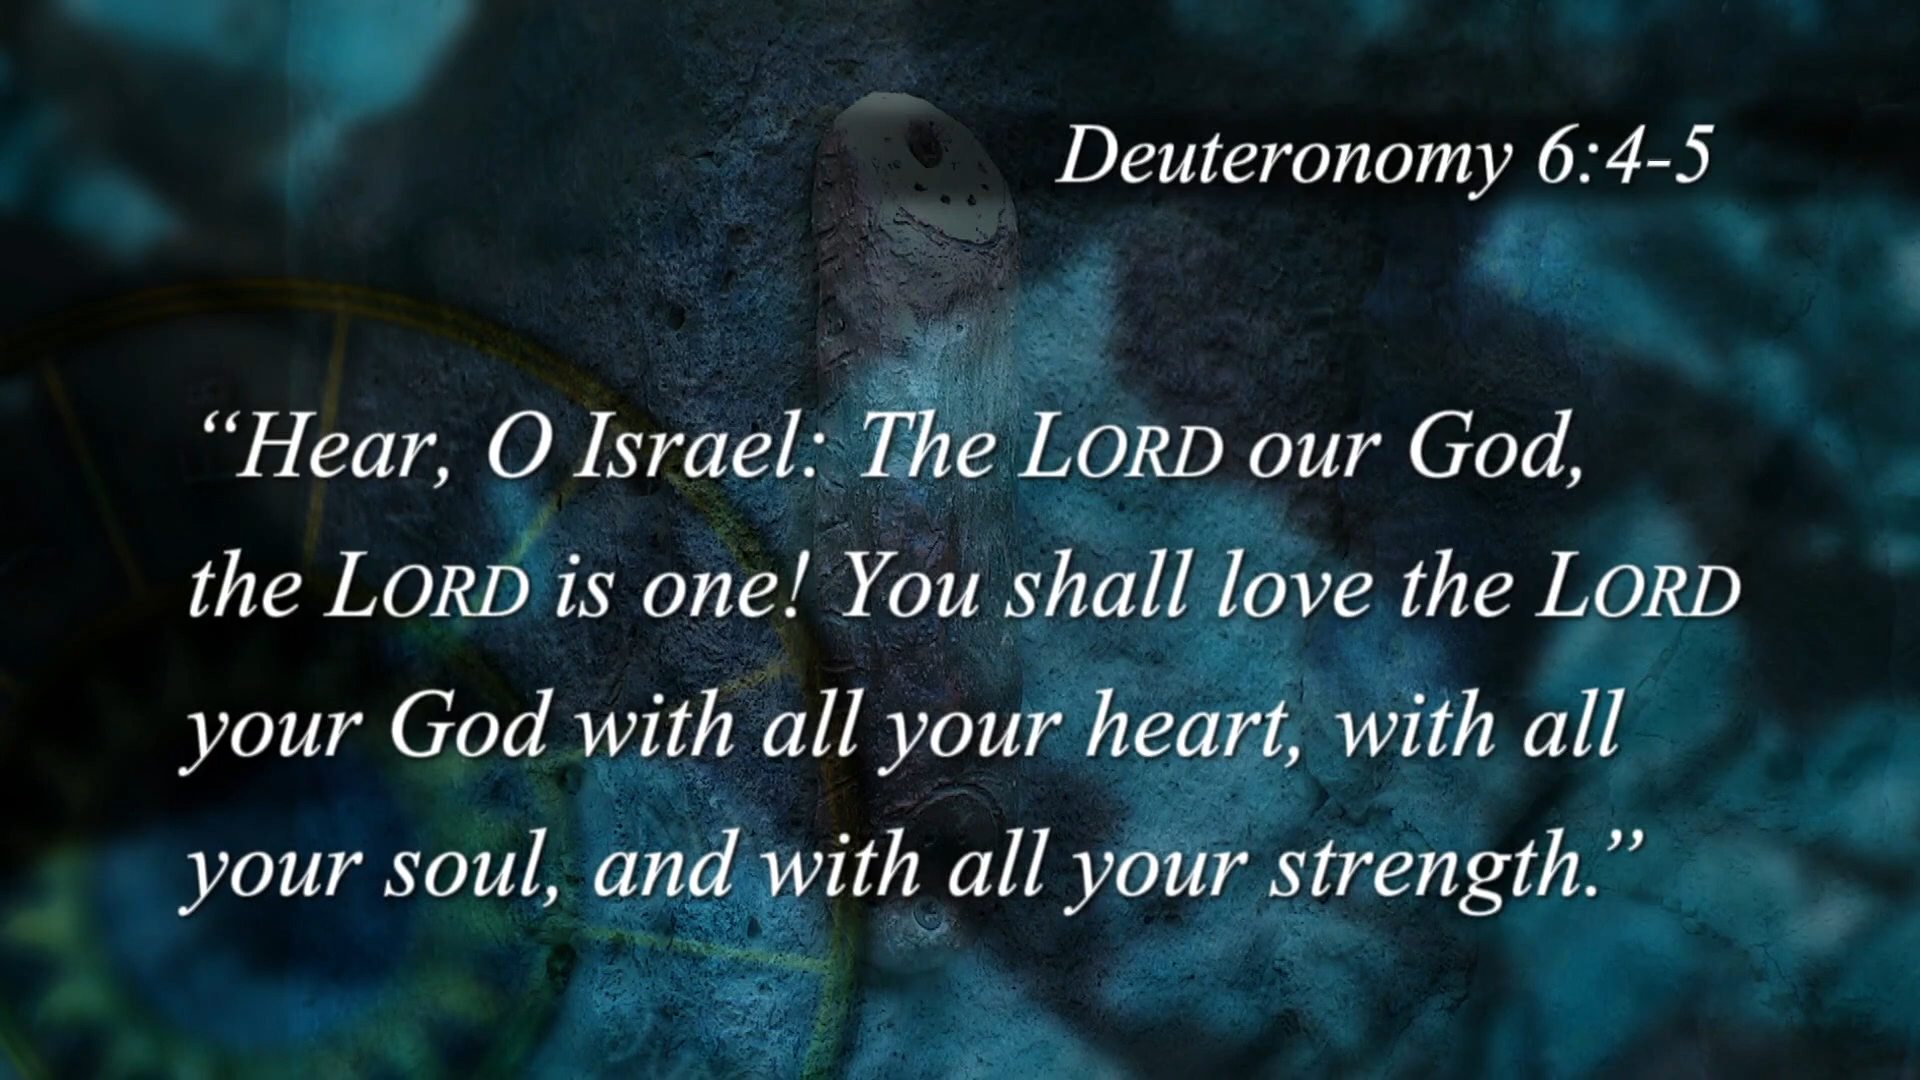 Deuteronomy 6:4-5
“Hear, O Israel: The LORD our God,
the LORD is one! You shall love the LORD
your God with all your heart, with all
your soul, and with all your strength.”